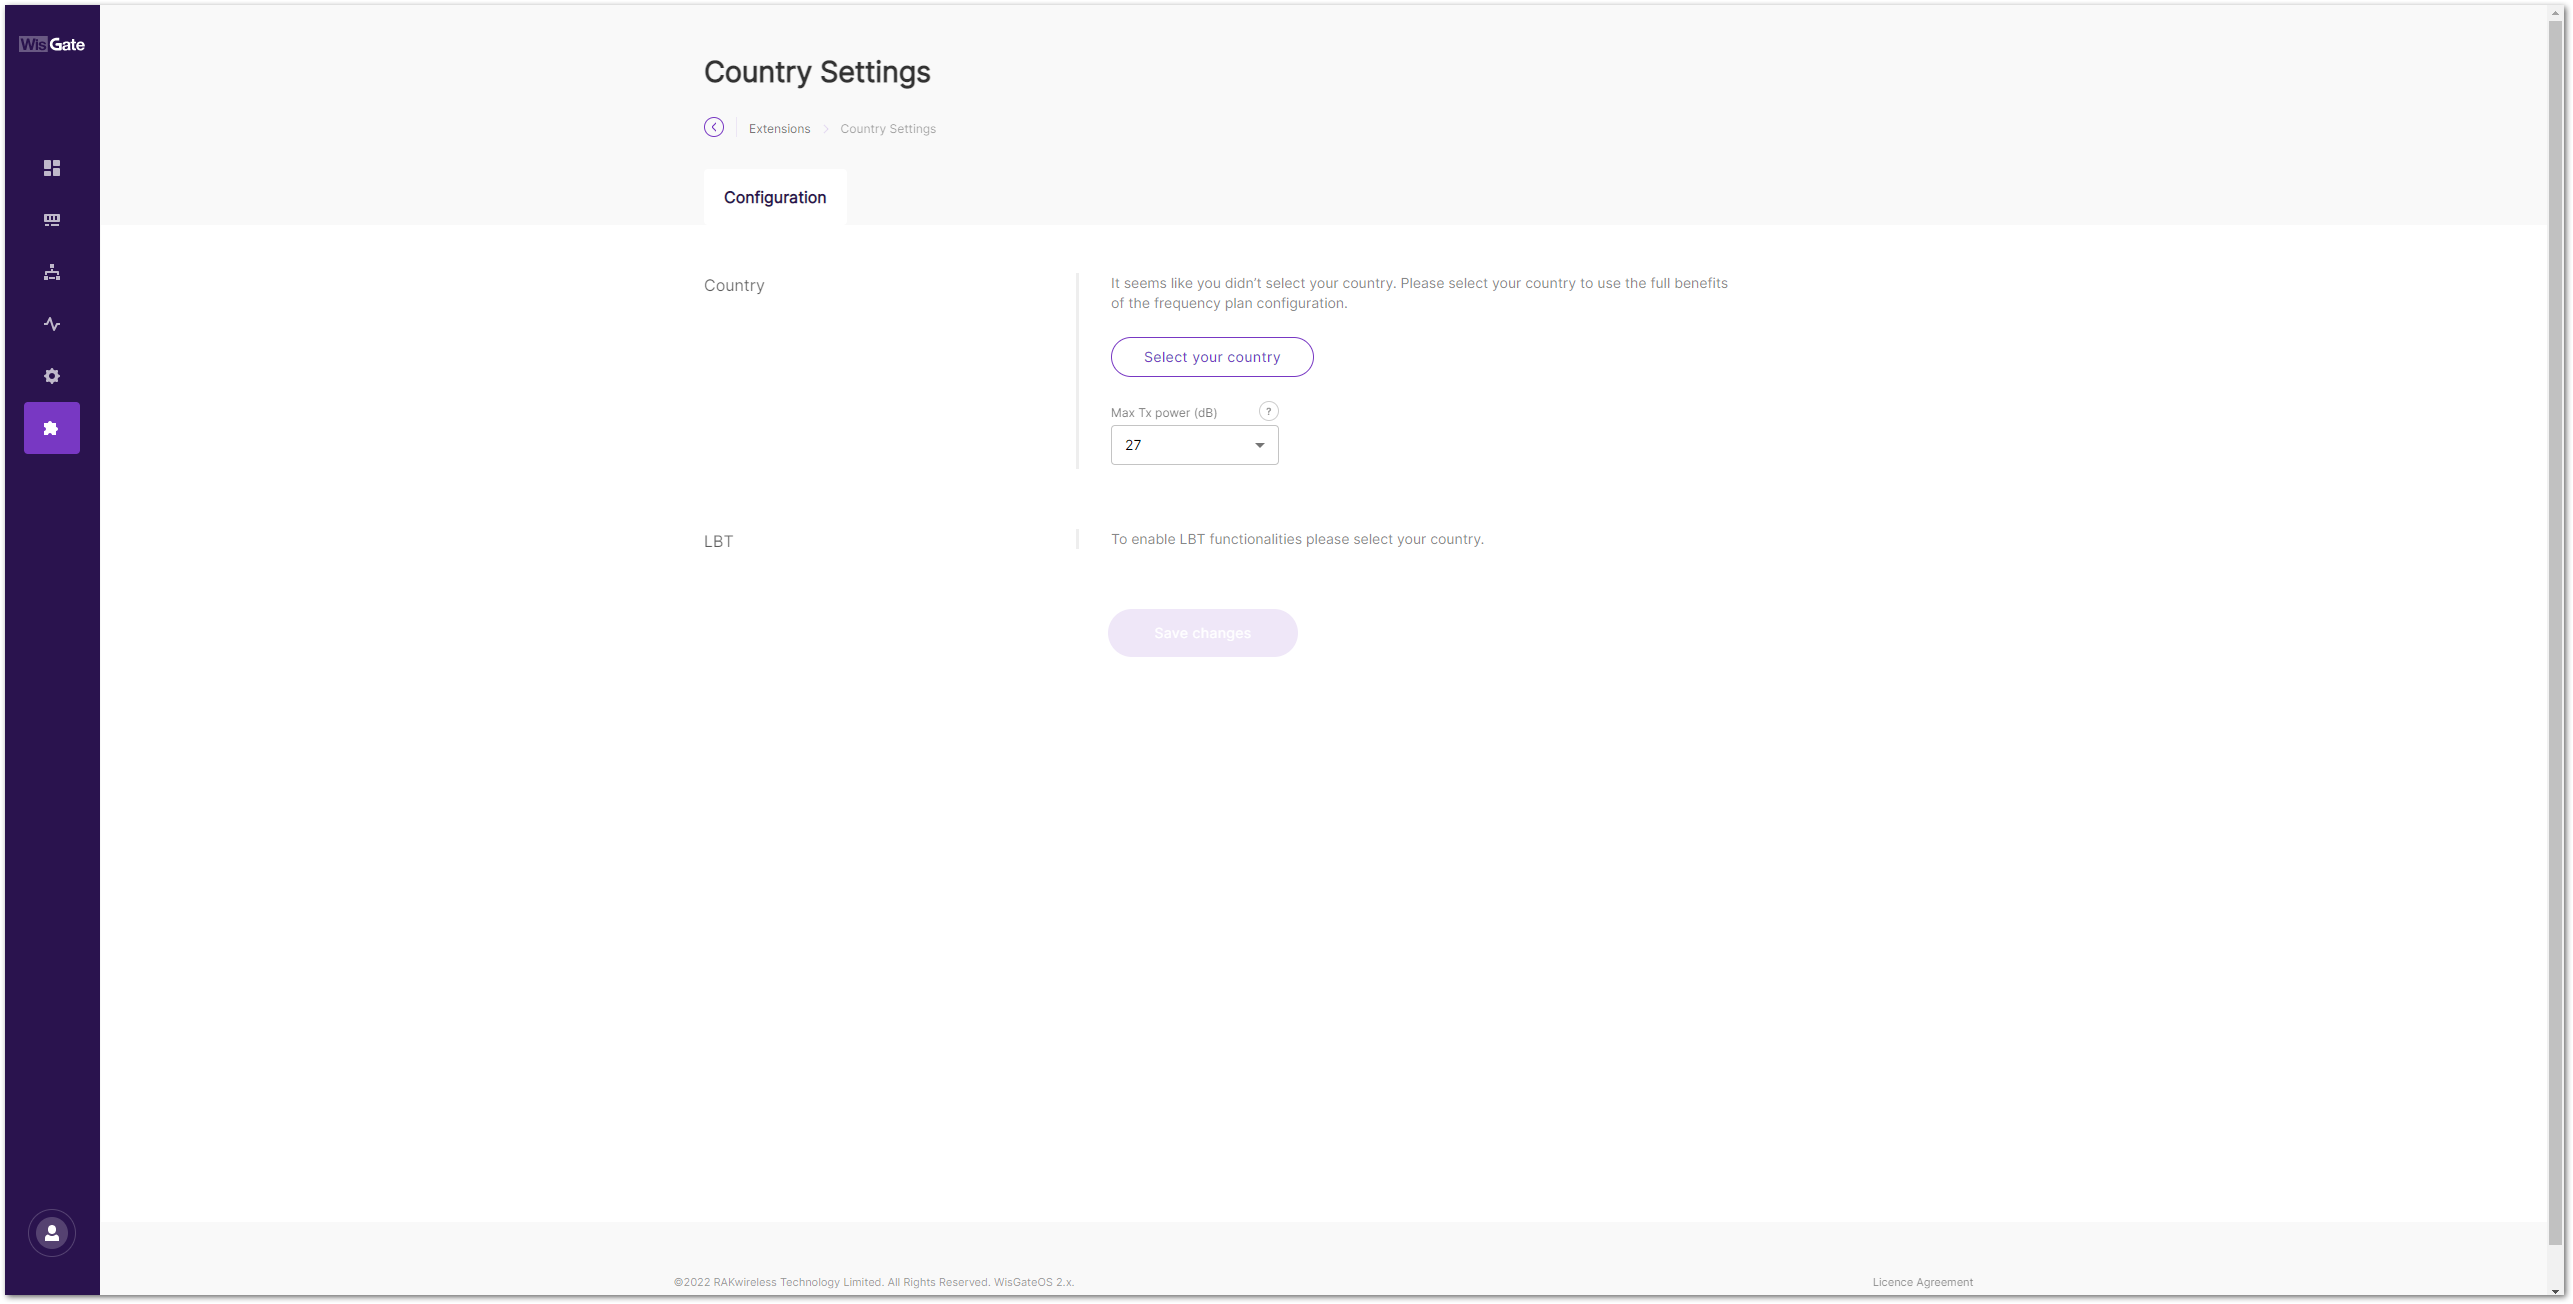 WisGate
Country Settings
Extensions > Country Settings
Configuration
Country
It seems like you didn’t select your country. Please select your country to use the full benefits
of the frequency plan configuration.
Select your country
Max Tx power (dB) ?
27
LBT
To enable LBT functionalities please select your country.
Save changes
©2022 RAKwireless Technology Limited. All Rights Reserved. WisGateOS 2.x.
Licence Agreement